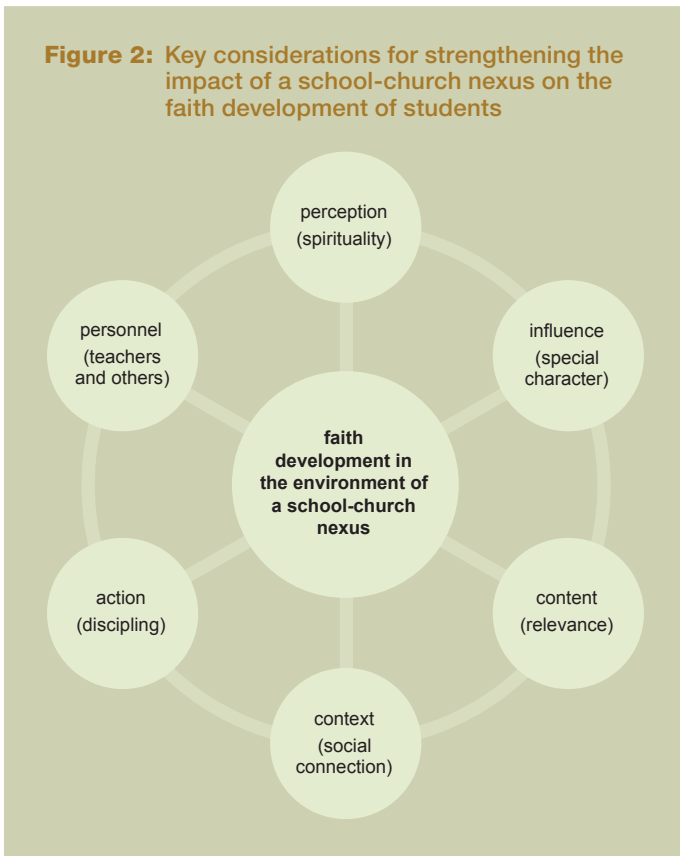 Figure 2: Key considerations for strengthening the
impact of a school-church nexus on the
faith development of students
perception
(spirituality)
personnel
(teachers
and others)
influence
(special
character)
faith
development in
the environment of
a school-church
nexus
action
(discipling)
content
(relevance)
context
(social
connection)